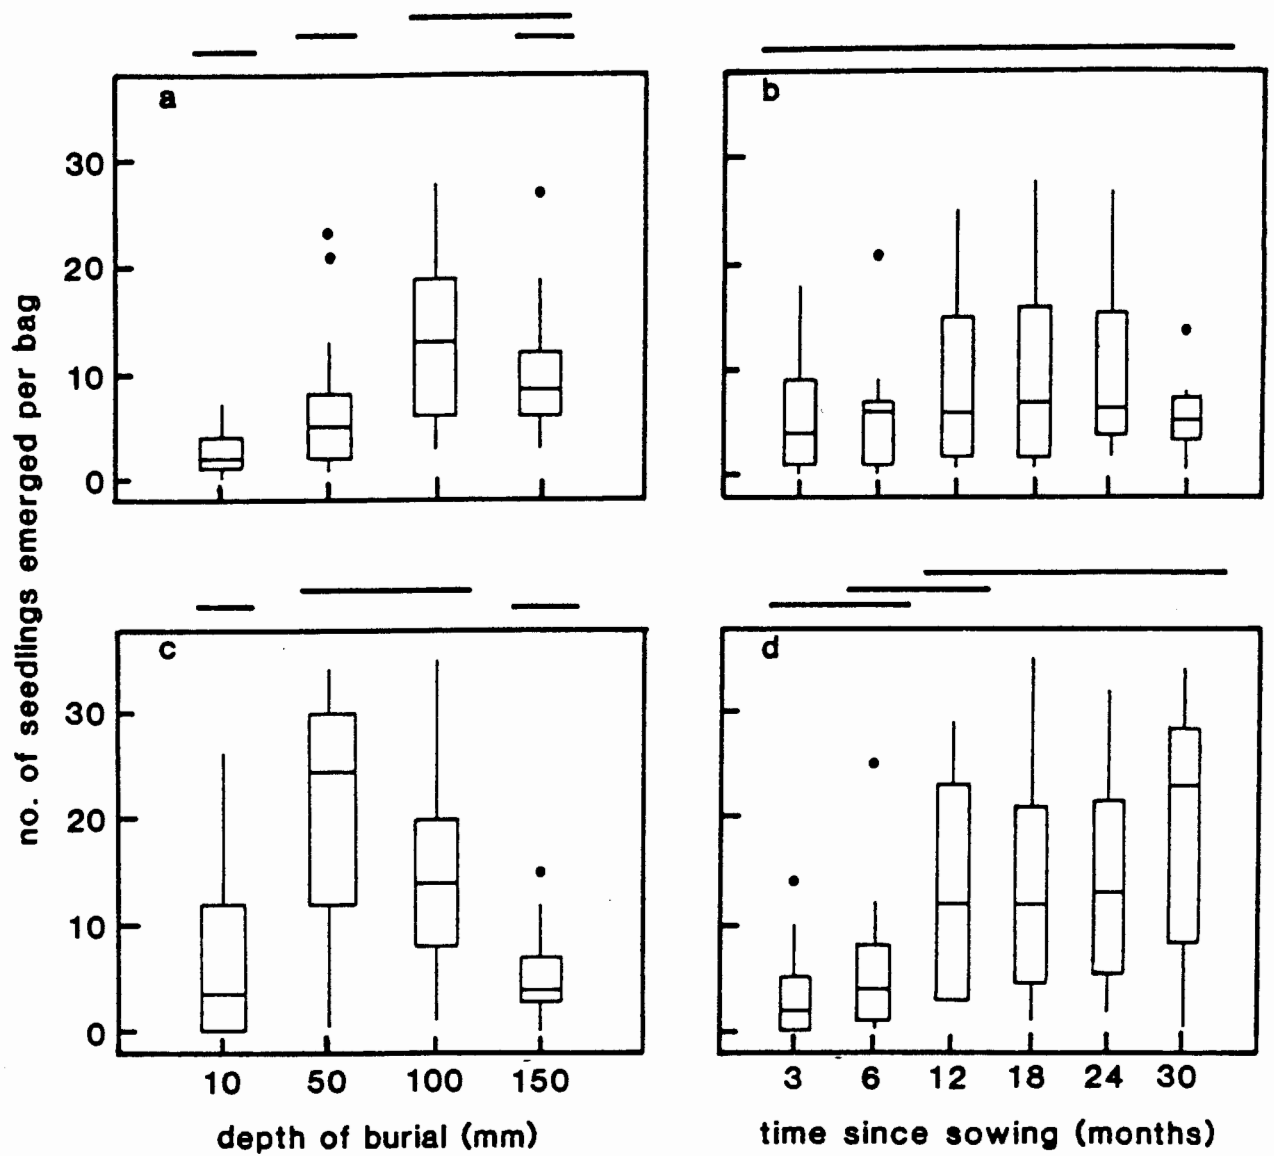 a
b
30
20
10
0
c
d
30
20
10
0
no. of seedlings emerged per bag
10 50 100 150
3 6 12 18 24 30
depth of burial (mm)
time since sowing (months)